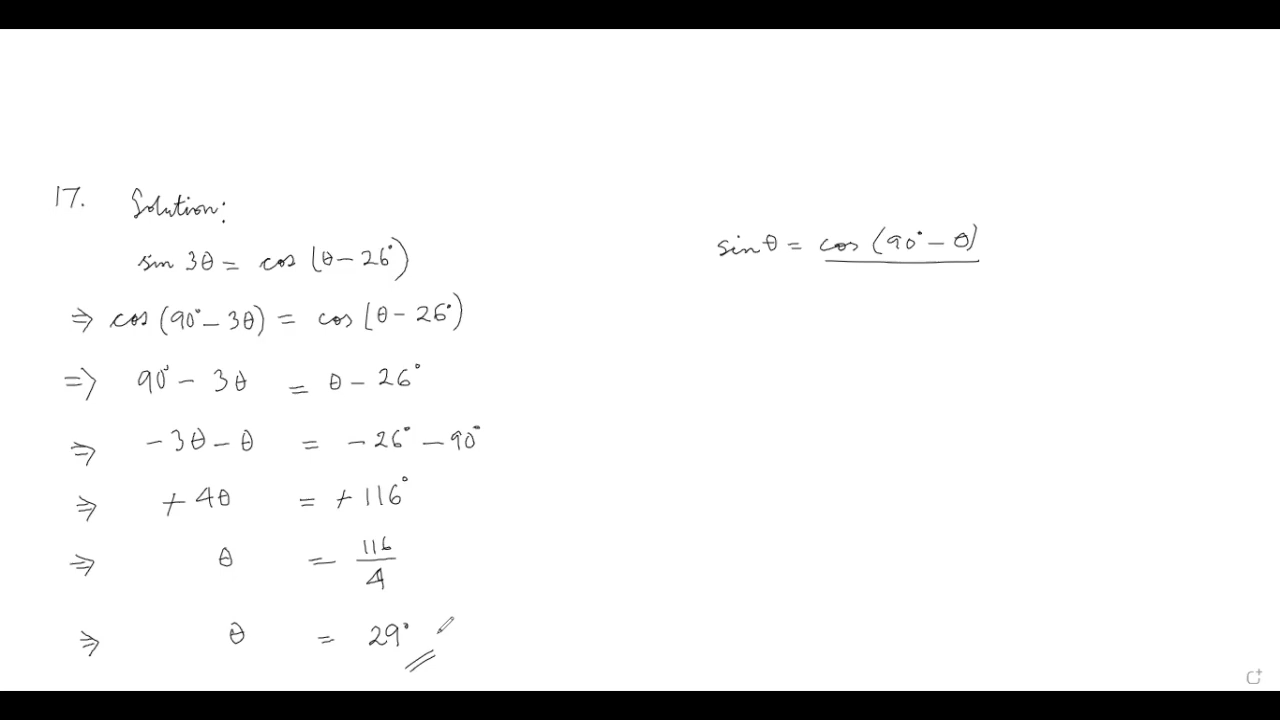 17. Solution:
sin 3θ = cos (θ − 26°)
sin θ = cos (90° − θ)
⇒ cos (90° − 3θ) = cos (θ − 26°)
⇒ 90° − 3θ = θ − 26°
⇒ −3θ − θ = −26° − 90°
⇒ +4θ = +116°
⇒ θ = 116/4
⇒ θ = 29°